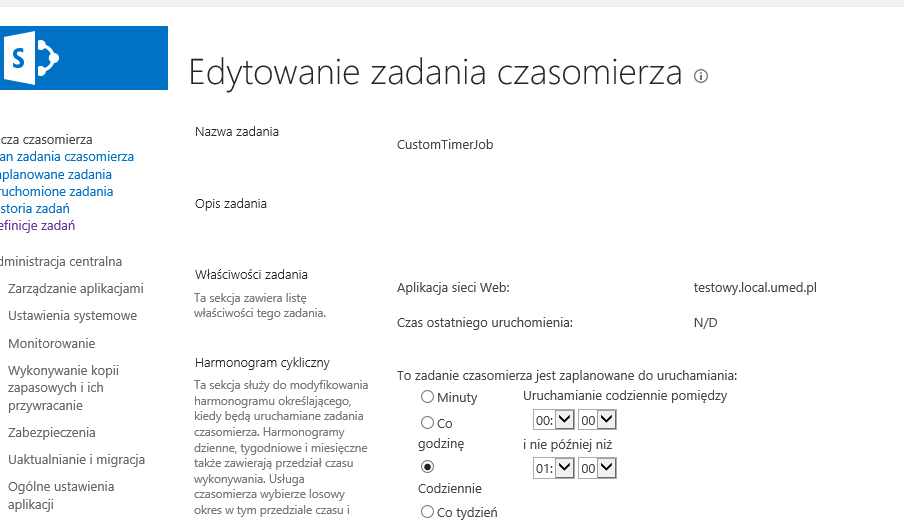 S
Edytowanie zadania czasomierza
cza czasomierza
an zadania czasomierza
aplanowane zadania
ruchomione zadania
storia zadań
efinicje zadań
dministracja centralna
Zarządzanie aplikacjami
Ustawienia systemowe
Monitorowanie
Wykonywanie kopii
zapasowych i ich
przywracanie
Zabezpieczenia
Uaktualnianie i migracja
Ogólne ustawienia
aplikacji
Nazwa zadania
CustomTimerJob
Opis zadania
Właściwości zadania
Ta sekcja zawiera listę
właściwości tego zadania.
Aplikacja sieci Web: testowy.local.umed.pl
Czas ostatniego uruchomienia: N/D
Harmonogram cykliczny
Ta sekcja służy do modyfikowania
harmonogramu określającego,
kiedy będą uruchamiane zadania
czasomierza. Harmonogramy
dzienne, tygodniowe i miesięczne
także zawierają przedział czasu
wykonywania. Usługa
czasomierza wybierze losowy
okres w tym przedziale czasu i
To zadanie czasomierza jest zaplanowane do uruchamiania:
Minuty
Co
godzinę
Codziennie
Co tydzień
Uruchamianie codziennie pomiędzy
00: 00
i nie później niż
01: 00